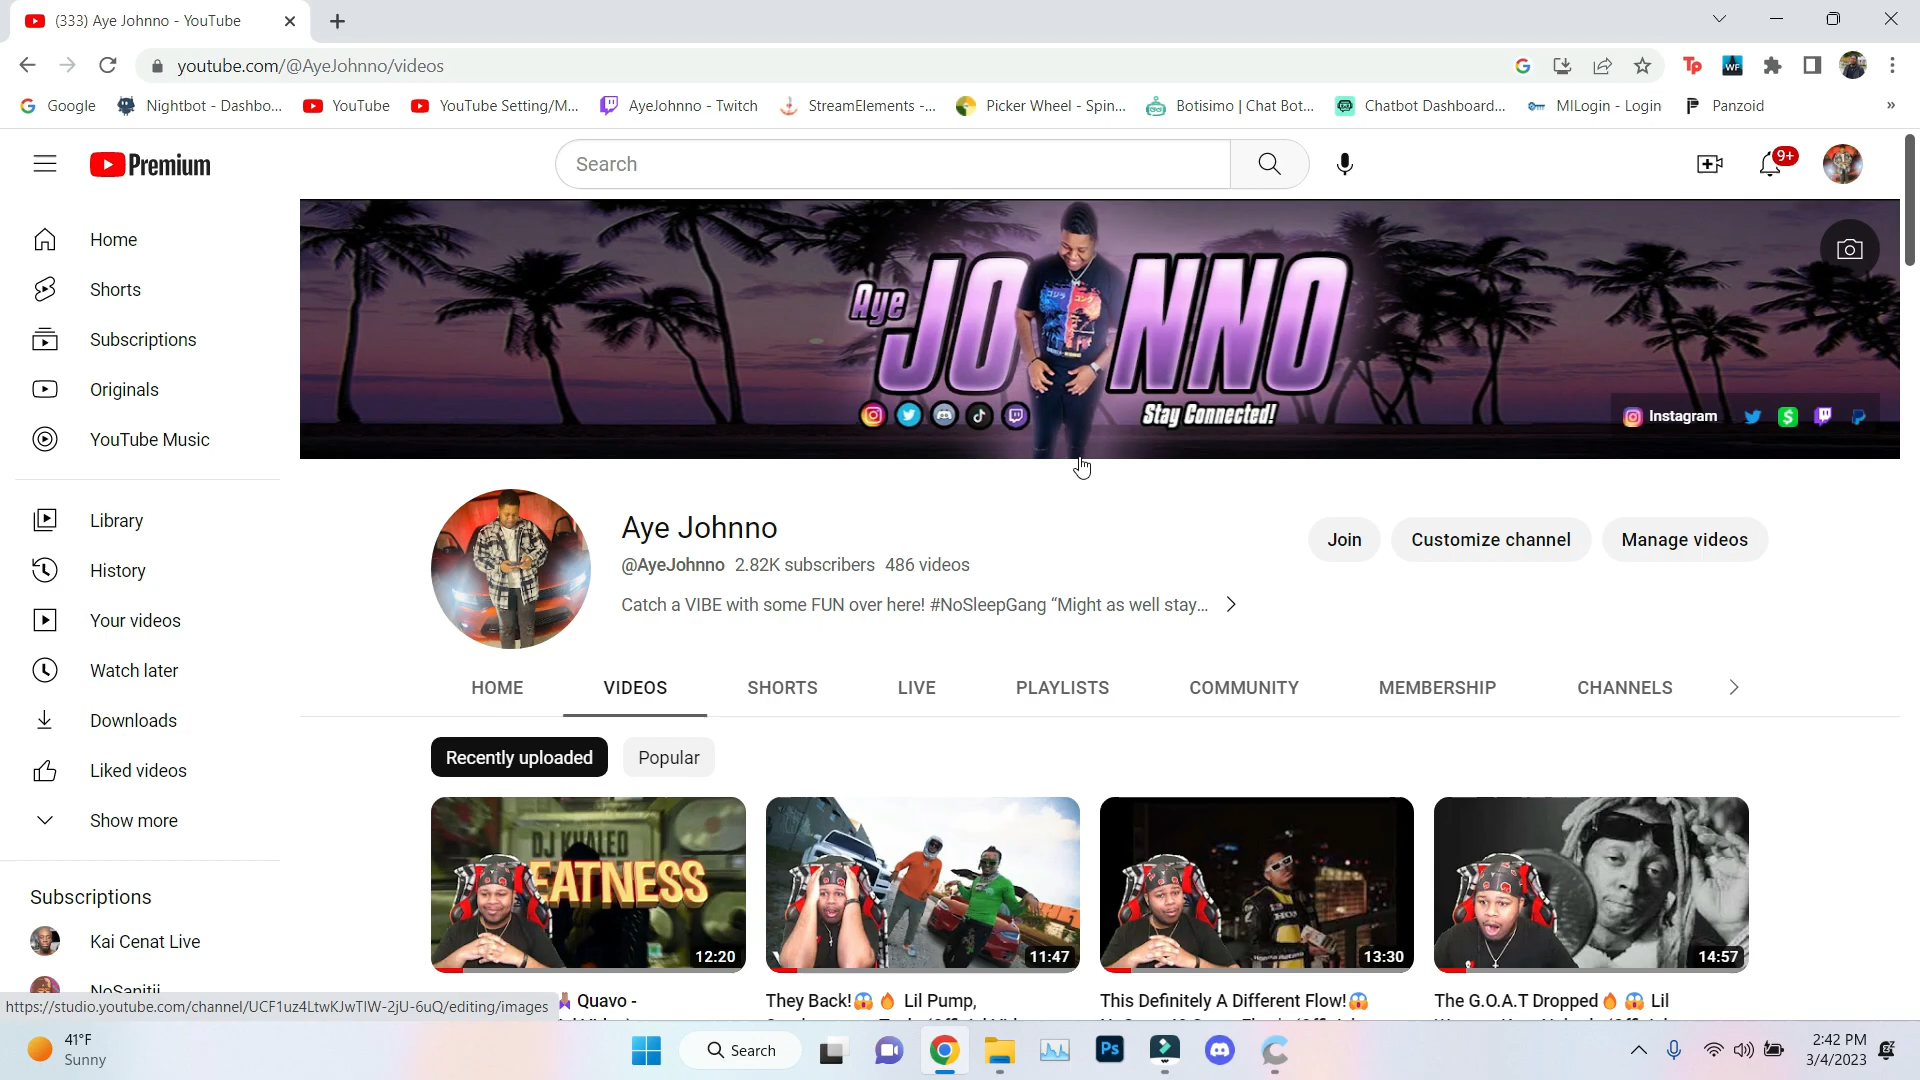 (333) Aye Johnno - YouTube
youtube.com/@AyeJohnno/videos
Google
Nightbot - Dashbo...
YouTube
YouTube Setting/M...
AyeJohnno - Twitch
StreamElements -...
Picker Wheel - Spin...
Botisimo | Chat Bot...
Chatbot Dashboard...
MILogin - Login
Panzoid
»
Premium
Search
9+
Home
Shorts
Subscriptions
Originals
YouTube Music
Library
History
Your videos
Watch later
Downloads
Liked videos
Show more
Subscriptions
Kai Cenat Live
NoSanitii
Aye
JO NNO
Stay Connected!
Instagram
Aye Johnno
@AyeJohnno 2.82K subscribers 486 videos
Catch a VIBE with some FUN over here! #NoSleepGang “Might as well stay...
Join
Customize channel
Manage videos
HOME
VIDEOS
SHORTS
LIVE
PLAYLISTS
COMMUNITY
MEMBERSHIP
CHANNELS
Recently uploaded
Popular
DJ KHALED
EATNESS
12:20
11:47
13:30
14:57
Quavo -
They Back!😱🔥 Lil Pump,
This Definitely A Different Flow!😱
The G.O.A.T Dropped🔥😱 Lil
https://studio.youtube.com/channel/UCF1uz4LtwKJwTIW-2jU-6uQ/editing/images
41°F
Sunny
Search
Ps
2:42 PM
3/4/2023